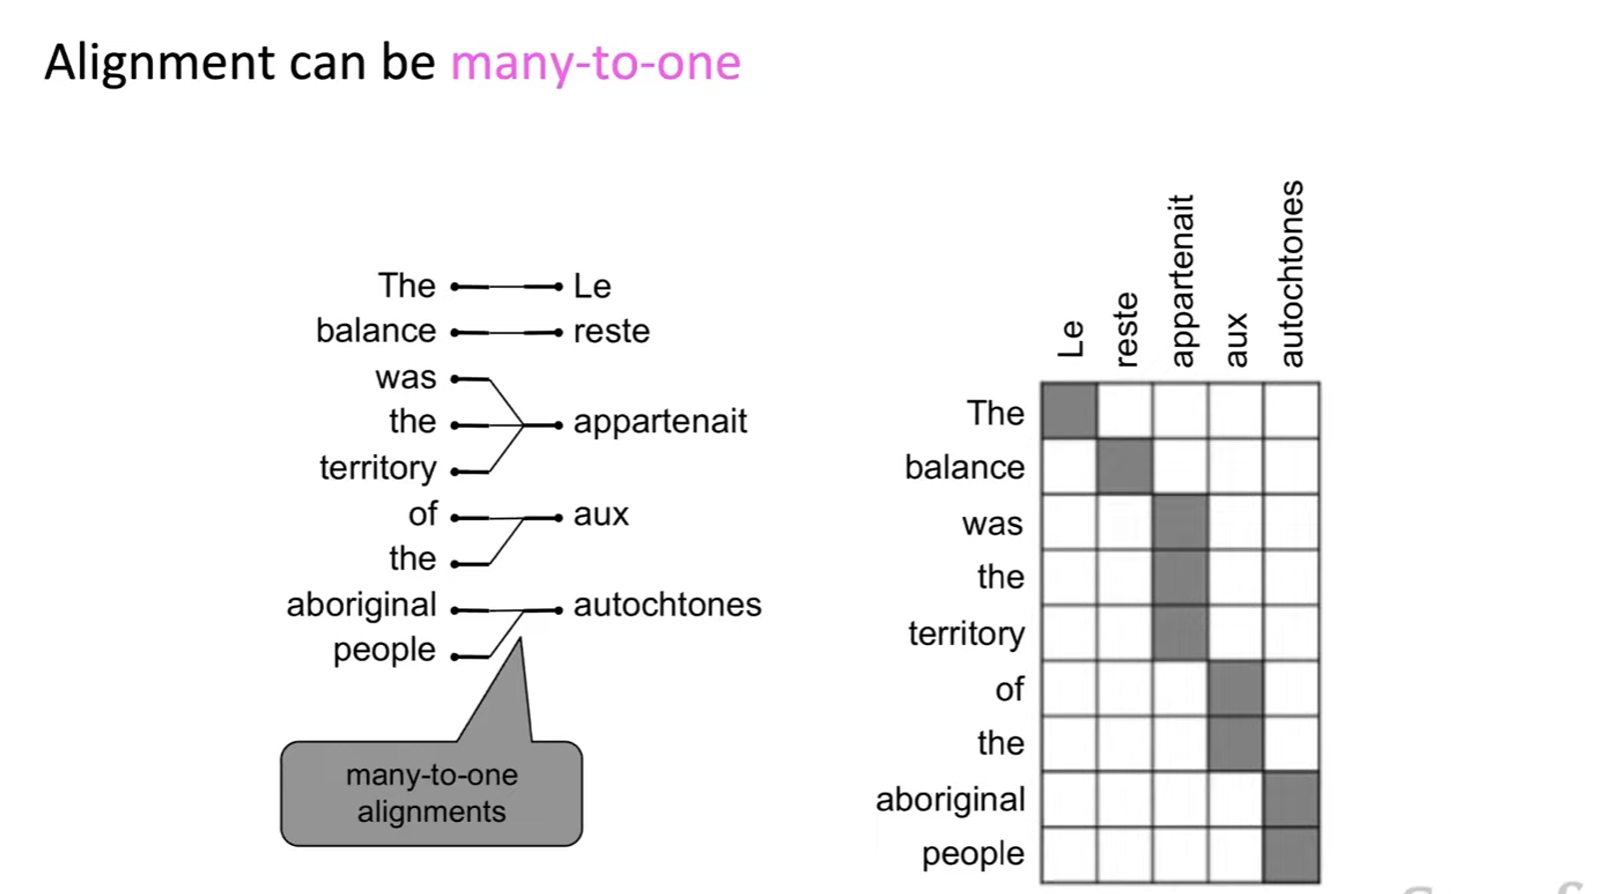 Alignment can be many-to-one
The Le
balance reste
was
the appartenait
territory
of aux
the
aboriginal autochtones
people
many-to-one
alignments
Le
reste
appartenait
aux
autochtones
The
balance
was
the
territory
of
the
aboriginal
people